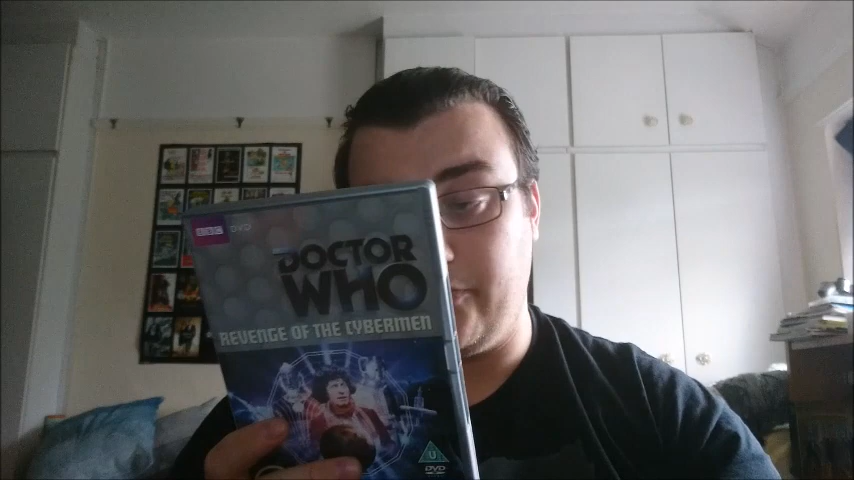 BBC DVD
DOCTOR
WHO
REVENGE OF THE CYBERMEN
U
DVD